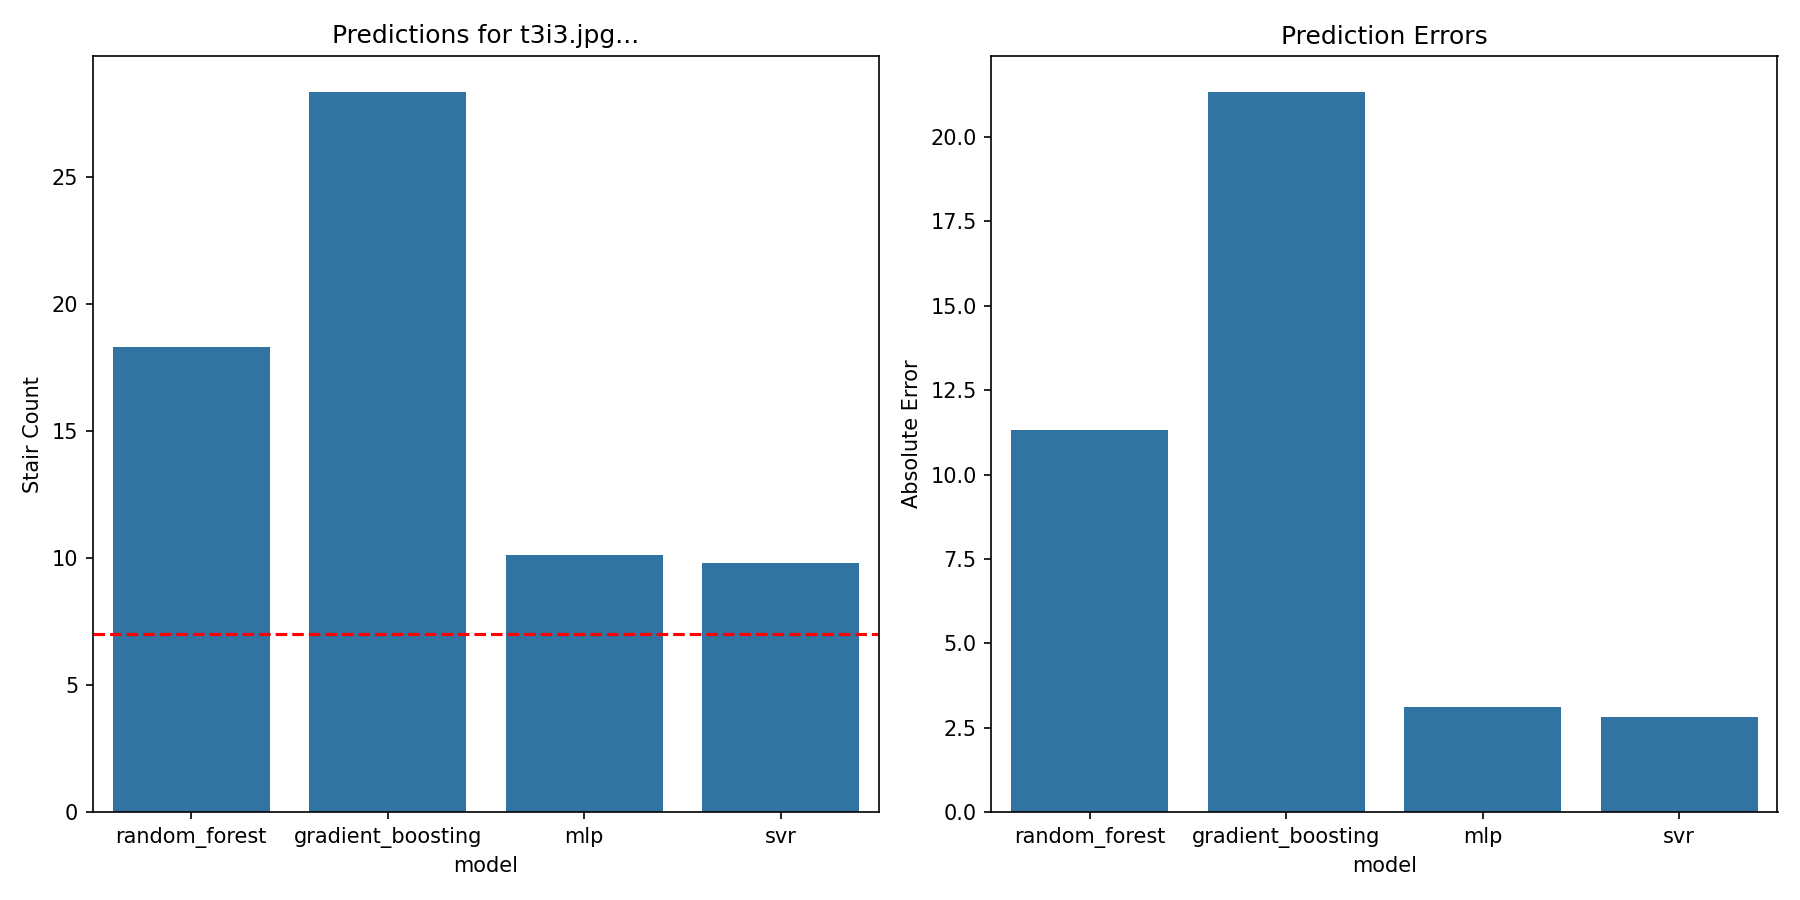 Predictions for t3i3.jpg...
Stair Count
25
20
15
10
5
0
random_forest gradient_boosting mlp svr
model
Prediction Errors
Absolute Error
20.0
17.5
15.0
12.5
10.0
7.5
5.0
2.5
0.0
random_forest gradient_boosting mlp svr
model